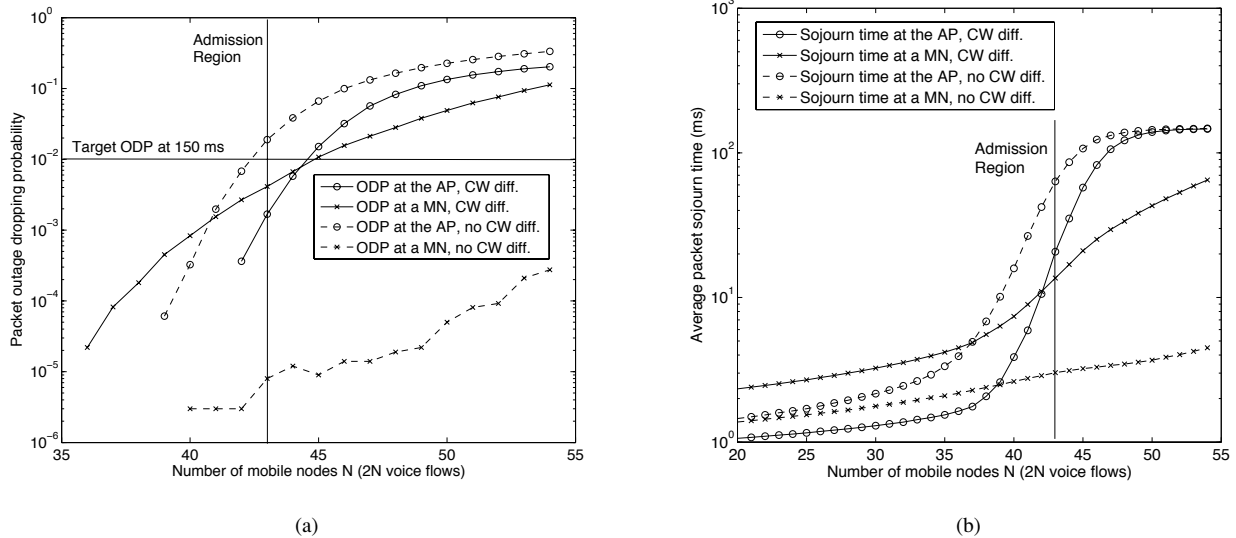 10^0
10^-1
10^-2
10^-3
10^-4
10^-5
10^-6
Packet outage dropping probability
Admission
Region
Target ODP at 150 ms
ODP at the AP, CW diff.
ODP at a MN, CW diff.
ODP at the AP, no CW diff.
ODP at a MN, no CW diff.
35 40 45 50 55
Number of mobile nodes N (2N voice flows)
(a)
10^3
10^2
10^1
10^0
Average packet sojourn time (ms)
Sojourn time at the AP, CW diff.
Sojourn time at a MN, CW diff.
Sojourn time at the AP, no CW diff.
Sojourn time at a MN, no CW diff.
Admission
Region
20 25 30 35 40 45 50 55
Number of mobile nodes N (2N voice flows)
(b)